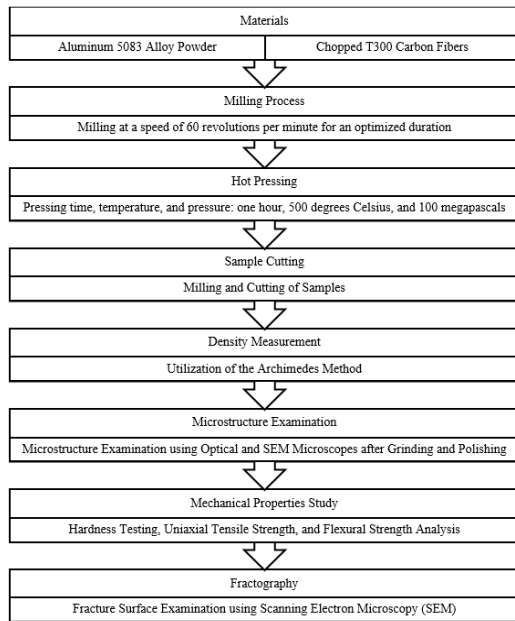 Materials
Aluminum 5083 Alloy Powder
Chopped T300 Carbon Fibers
Milling Process
Milling at a speed of 60 revolutions per minute for an optimized duration
Hot Pressing
Pressing time, temperature, and pressure: one hour, 500 degrees Celsius, and 100 megapascals
Sample Cutting
Milling and Cutting of Samples
Density Measurement
Utilization of the Archimedes Method
Microstructure Examination
Microstructure Examination using Optical and SEM Microscopes after Grinding and Polishing
Mechanical Properties Study
Hardness Testing, Uniaxial Tensile Strength, and Flexural Strength Analysis
Fractography
Fracture Surface Examination using Scanning Electron Microscopy (SEM)